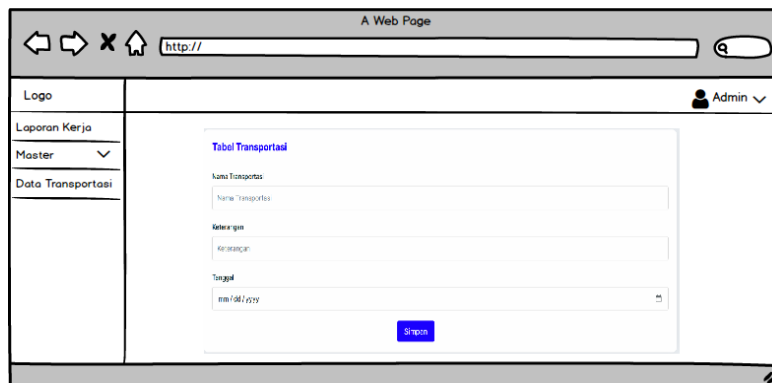 A Web Page
http://
Logo
Admin
Laporan Kerja
Master
Data Transportasi
Tabel Transportasi
Nama Transportasi
Nama Transportasi
Keterangan
Keterangan
Tanggal
mm/dd/yyyy
Simpan